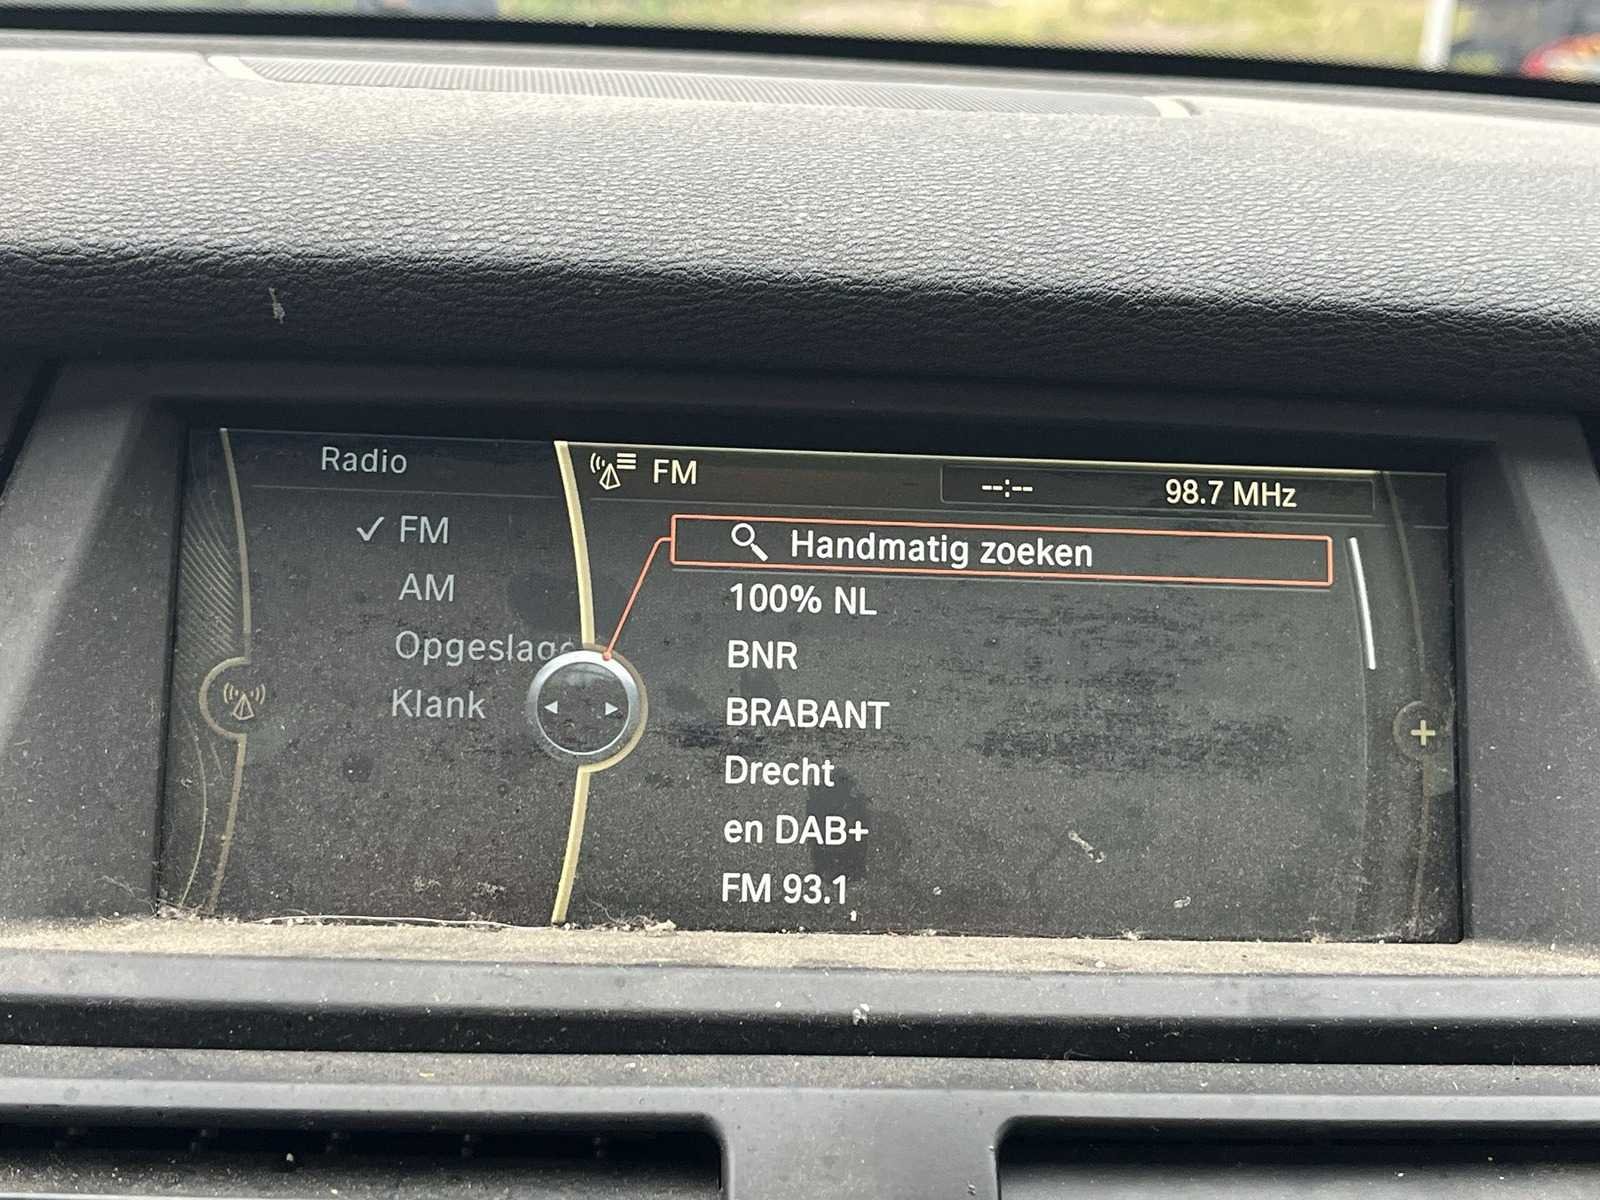 Radio
FM
AM
Opgeslage
Klank
FM
--:-- 98.7 MHz
Handmatig zoeken
100% NL
BNR
BRABANT
Drecht
en DAB+
FM 93.1